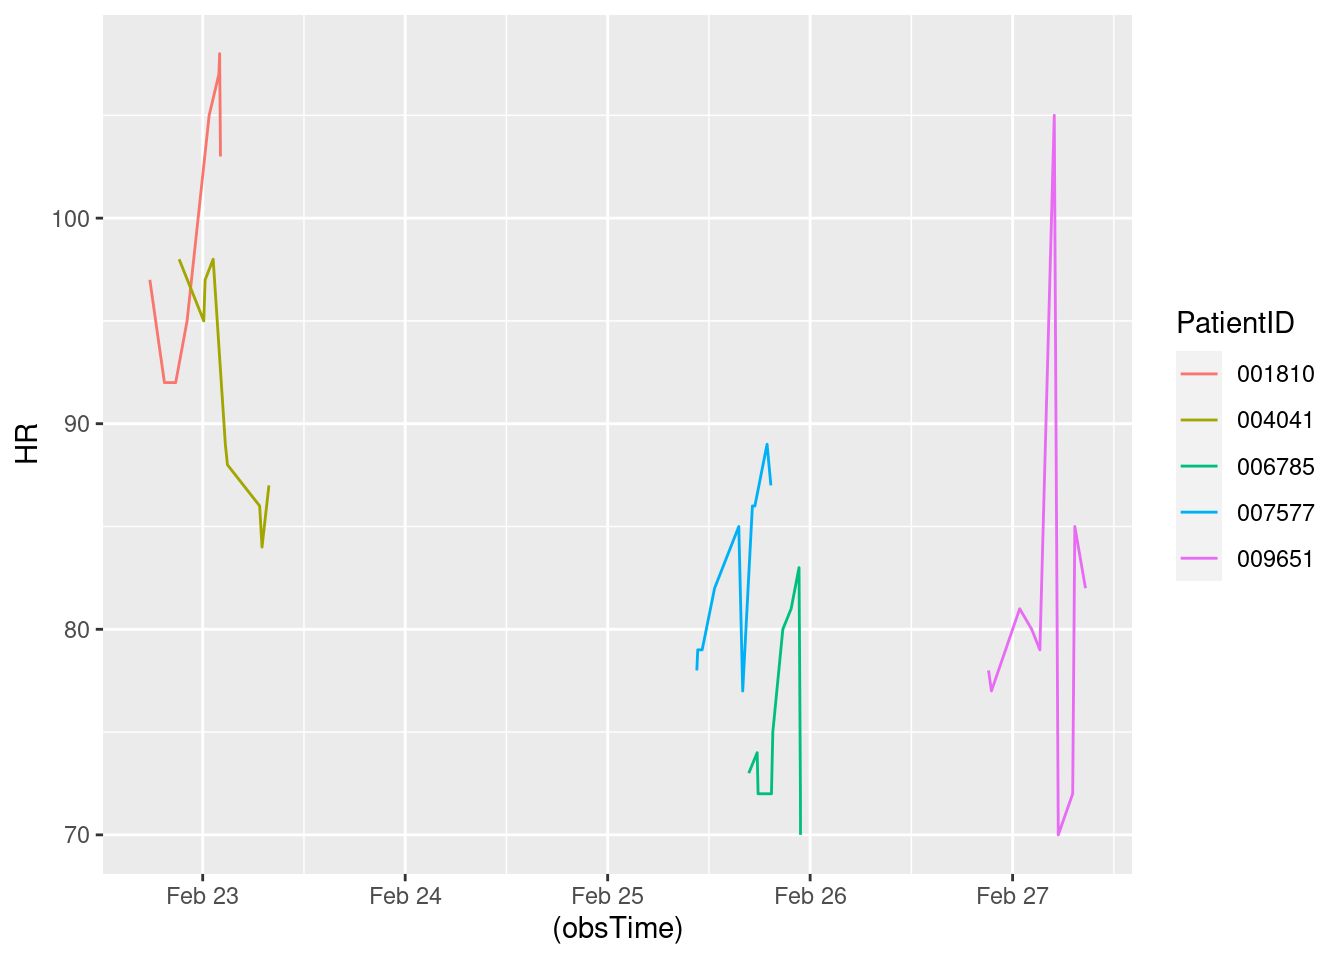 HR
100
90
80
70
Feb 23
Feb 24
Feb 25
Feb 26
Feb 27
(obsTime)
PatientID
001810
004041
006785
007577
009651